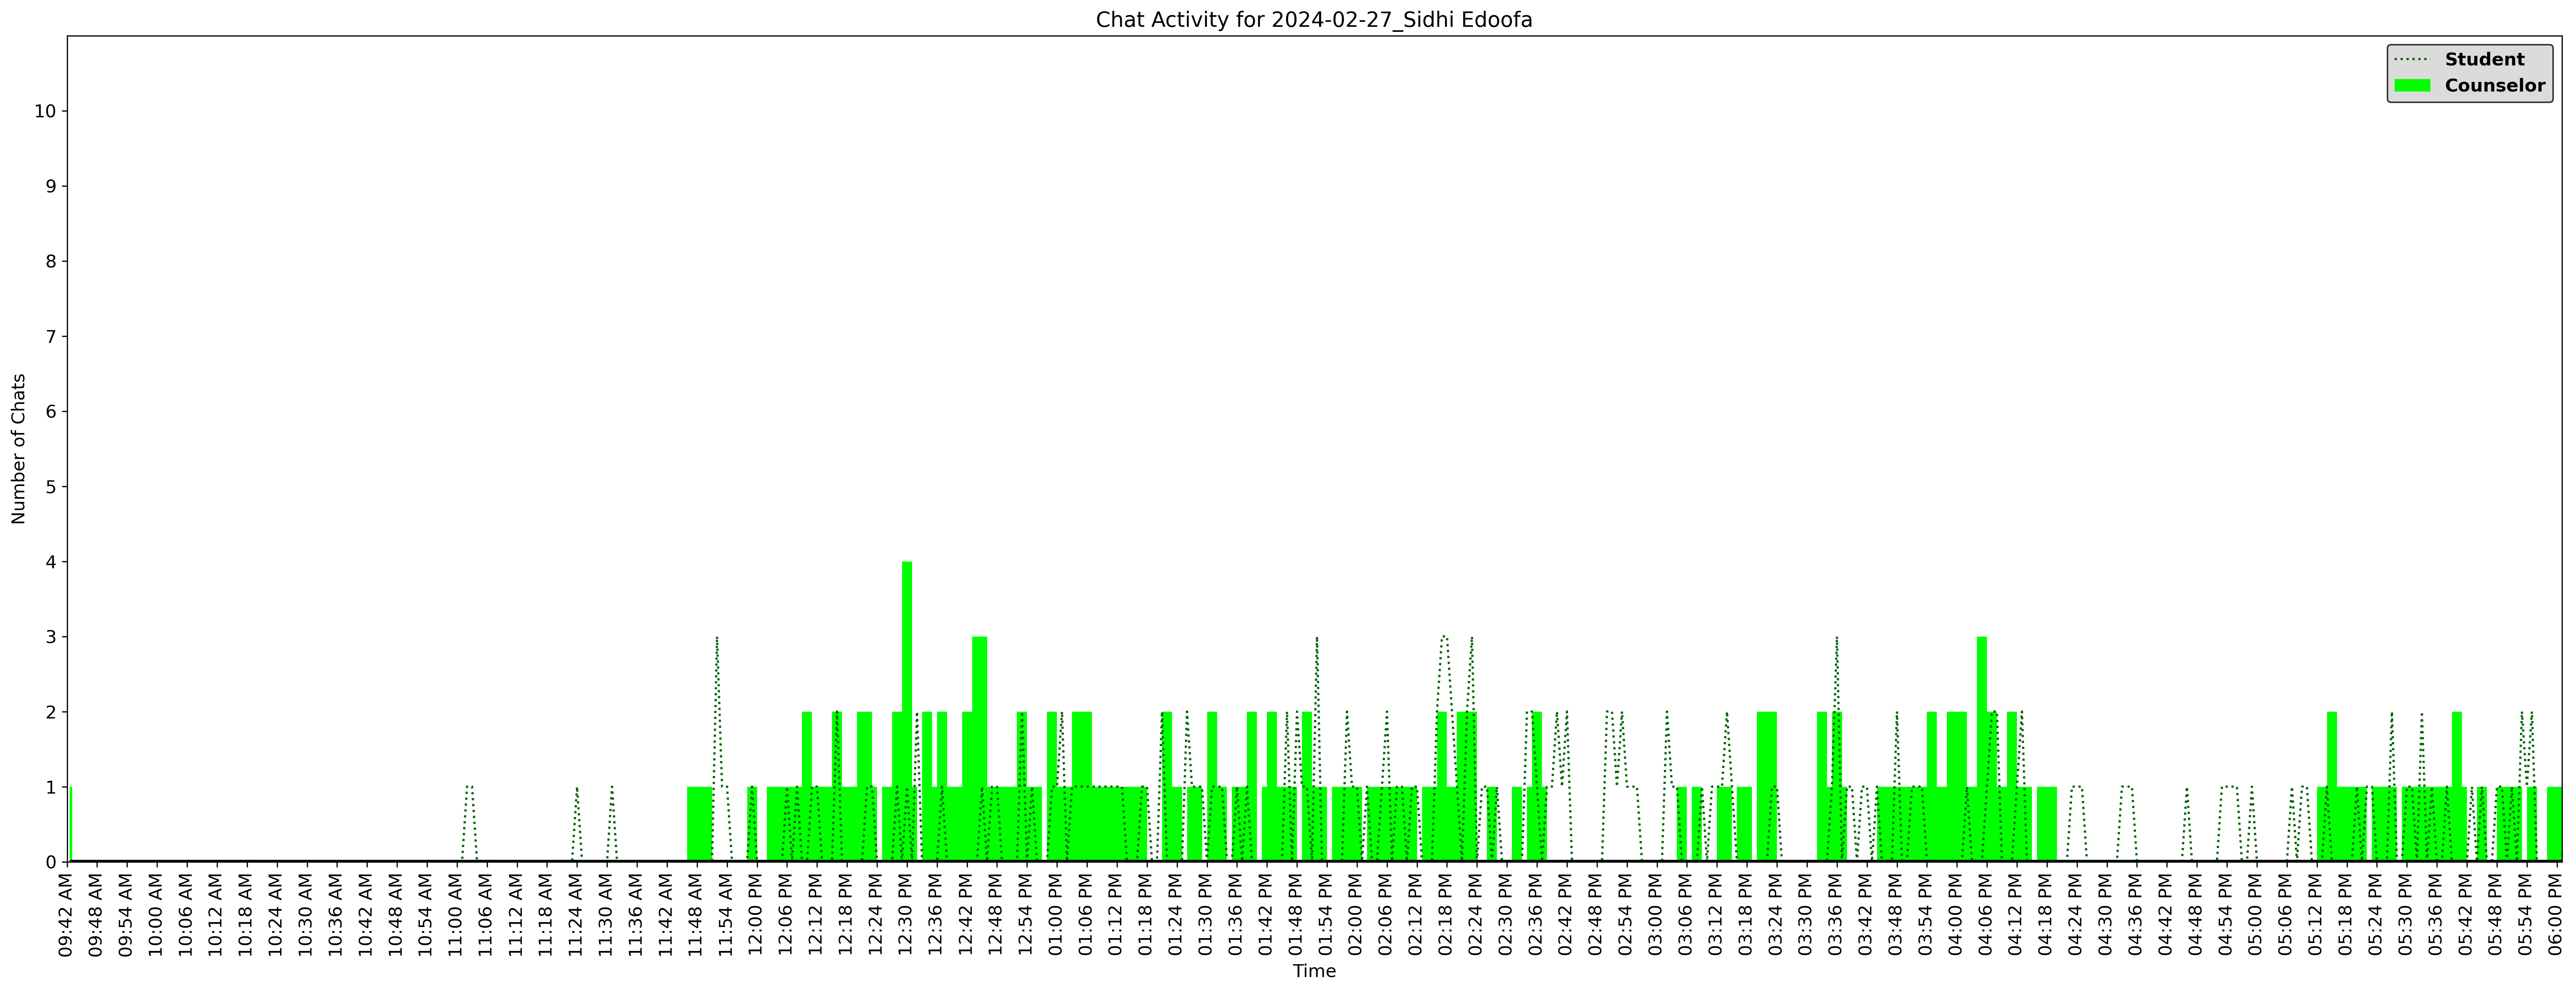 Chat Activity for 2024-02-27_Sidhi Edoofa
Student
Counselor
Number of Chats
10
9
8
7
6
5
4
3
2
1
0
09:42 AM
09:48 AM
09:54 AM
10:00 AM
10:06 AM
10:12 AM
10:18 AM
10:24 AM
10:30 AM
10:36 AM
10:42 AM
10:48 AM
10:54 AM
11:00 AM
11:06 AM
11:12 AM
11:18 AM
11:24 AM
11:30 AM
11:36 AM
11:42 AM
11:48 AM
11:54 AM
12:00 PM
12:06 PM
12:12 PM
12:18 PM
12:24 PM
12:30 PM
12:36 PM
12:42 PM
12:48 PM
12:54 PM
01:00 PM
01:06 PM
01:12 PM
01:18 PM
01:24 PM
01:30 PM
01:36 PM
01:42 PM
01:48 PM
01:54 PM
02:00 PM
02:06 PM
02:12 PM
02:18 PM
02:24 PM
02:30 PM
02:36 PM
02:42 PM
02:48 PM
02:54 PM
03:00 PM
03:06 PM
03:12 PM
03:18 PM
03:24 PM
03:30 PM
03:36 PM
03:42 PM
03:48 PM
03:54 PM
04:00 PM
04:06 PM
04:12 PM
04:18 PM
04:24 PM
04:30 PM
04:36 PM
04:42 PM
04:48 PM
04:54 PM
05:00 PM
05:06 PM
05:12 PM
05:18 PM
05:24 PM
05:30 PM
05:36 PM
05:42 PM
05:48 PM
05:54 PM
06:00 PM
Time